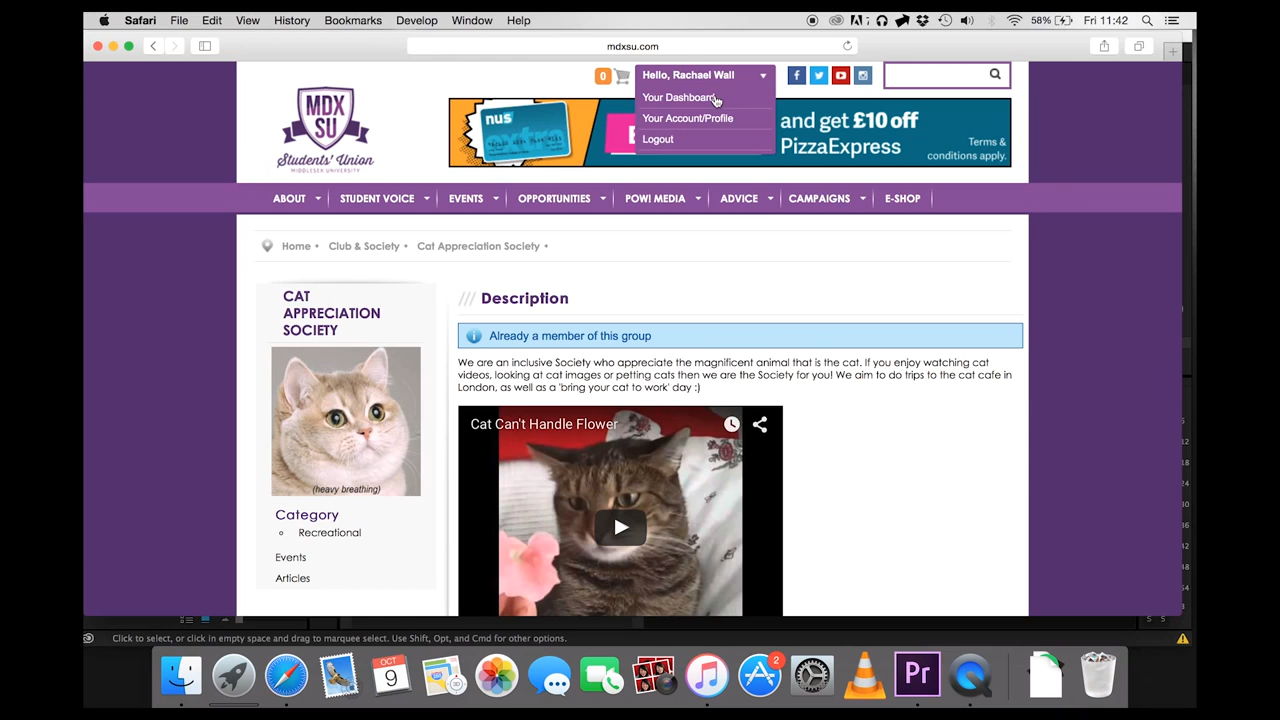 Safari File Edit View History Bookmarks Develop Window Help
58% Fri 11:42
mdxsu.com
MDX
SU
Students' Union
MIDDLESEX UNIVERSITY
0
Hello, Rachael Wall
Your Dashboard
Your Account/Profile
Logout
nus
extra
and get £10 off
PizzaExpress
Terms &
conditions apply.
ABOUT STUDENT VOICE EVENTS OPPORTUNITIES POW! MEDIA ADVICE CAMPAIGNS E-SHOP
Home • Club & Society • Cat Appreciation Society •
CAT
APPRECIATION
SOCIETY
(heavy breathing)
Category
Recreational
Events
Articles
/// Description
Already a member of this group
We are an inclusive Society who appreciate the magnificent animal that is the cat. If you enjoy watching cat
videos, looking at cat images or petting cats then we are the Society for you! We aim to do trips to the cat cafe in
London, as well as a 'bring your cat to work' day :)
Cat Can't Handle Flower
Click to select, or click in empty space and drag to marquee select. Use Shift, Opt, and Cmd for other options.
OCT
9
2
Pr